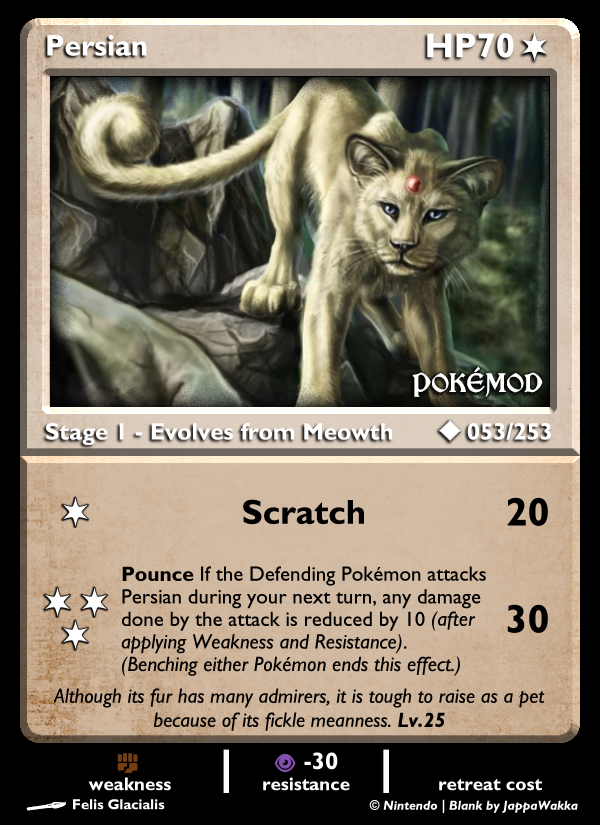 Persian HP70
POKÉMOD
Stage 1 - Evolves from Meowth 053/253
Scratch 20
Pounce If the Defending Pokémon attacks
Persian during your next turn, any damage
done by the attack is reduced by 10 (after
applying Weakness and Resistance).
(Benching either Pokémon ends this effect.)
30
Although its fur has many admirers, it is tough to raise as a pet
because of its fickle meanness. Lv.25
-30
weakness resistance retreat cost
Felis Glacialis © Nintendo | Blank by JappaWakka